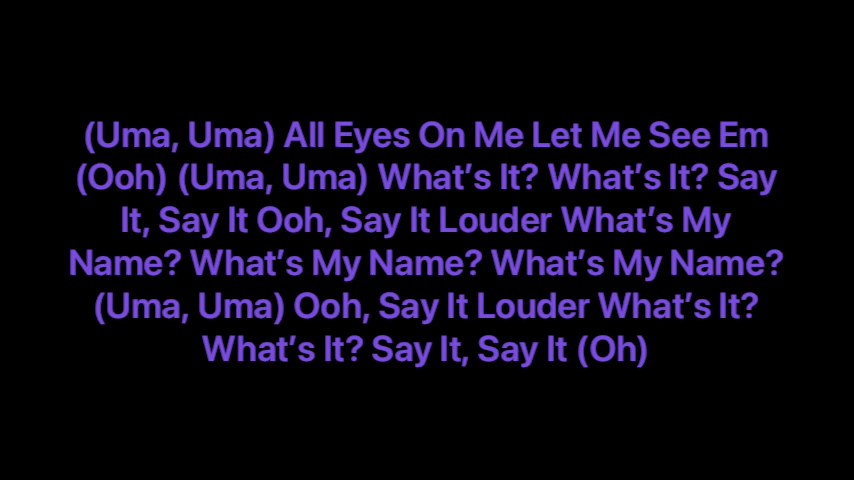 (Uma, Uma) All Eyes On Me Let Me See Em
(Ooh) (Uma, Uma) What’s It? What’s It? Say
It, Say It Ooh, Say It Louder What’s My
Name? What’s My Name? What’s My Name?
(Uma, Uma) Ooh, Say It Louder What’s It?
What’s It? Say It, Say It (Oh)